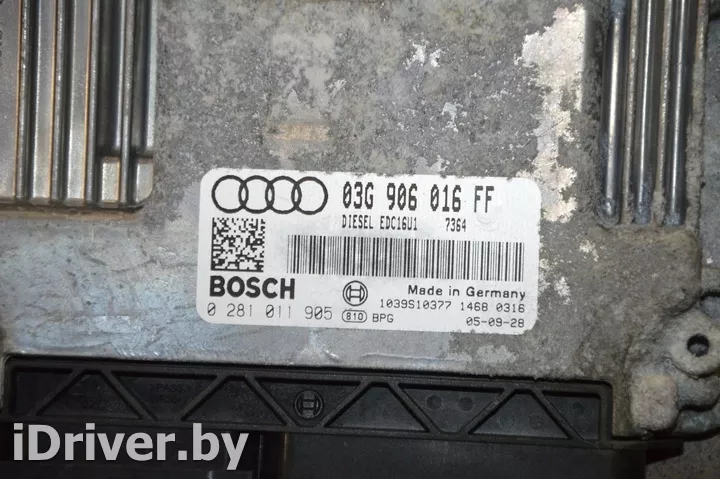 03G 906 016 FF
DIESEL EDC16U1 7364
BOSCH
Made in Germany
1039S10377 1468 0316
0 281 011 905 810 BPG 05-09-28
iDriver.by